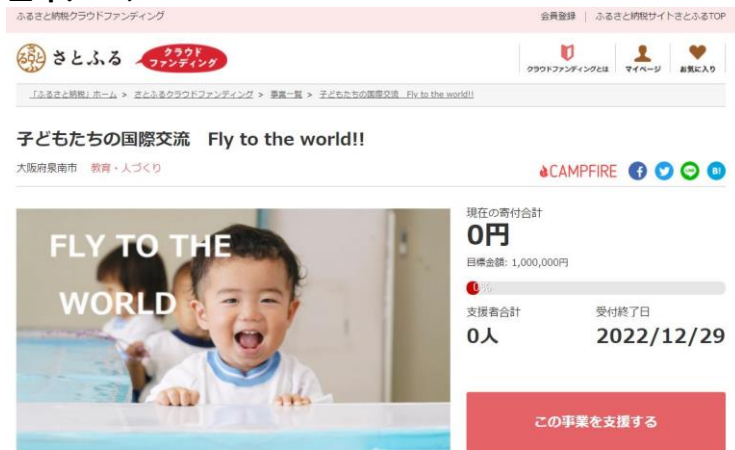 ふるさと納税クラウドファンディング
会員登録 | ふるさと納税サイトさとふるTOP
さとふる クラウドファンディング
クラウドファンディングとは マイページ お気に入り
「ふるさと納税」ホーム > さとふるクラウドファンディング > 事業一覧 > 子どもたちの国際交流 Fly to the world!!
子どもたちの国際交流 Fly to the world!!
大阪府泉南市 教育・人づくり
CAMPFIRE
FLY TO THE
WORLD
現在の寄付合計
0円
目標金額: 1,000,000円
0%
支援者合計 受付終了日
0人 2022/12/29
この事業を支援する